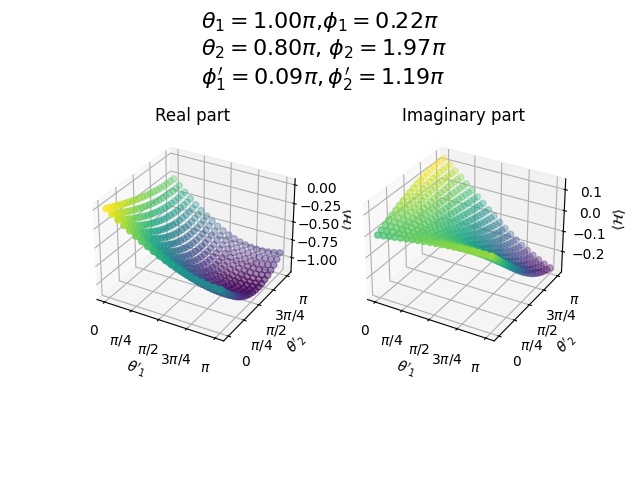 θ₁ = 1.00π,ϕ₁ = 0.22π
θ₂ = 0.80π, ϕ₂ = 1.97π
ϕ′₁ = 0.09π, ϕ′₂ = 1.19π
Real part
Imaginary part
0.00
−0.25
−0.50
−0.75
−1.00
⟨ℋ⟩
0
π/4
π/2
3π/4
π
θ′₁
0
π/4
π/2
3π/4
π
θ′₂
0.1
0.0
−0.1
−0.2
⟨ℋ⟩
0
π/4
π/2
3π/4
π
θ′₁
0
π/4
π/2
3π/4
π
θ′₂